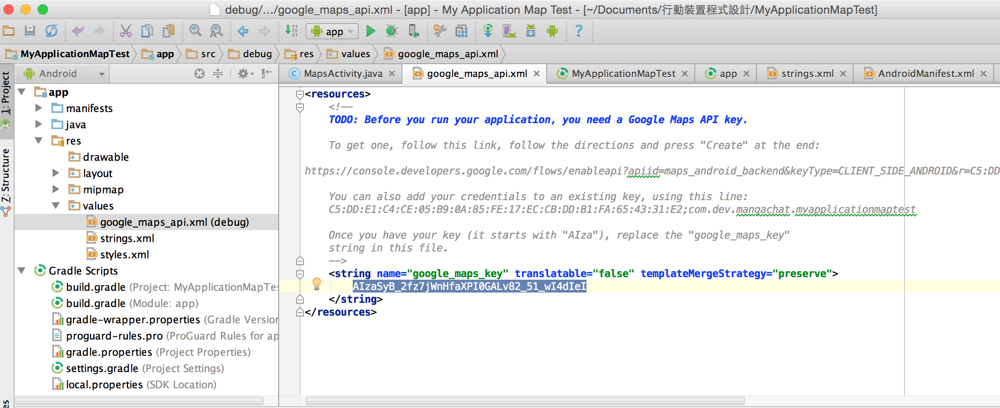 debug/.../google_maps_api.xml - [app] - My Application Map Test - [~/Documents/行動裝置程式設計/MyApplicationMapTest]
app
MyApplicationMapTest app src debug res values google_maps_api.xml
Android
MapsActivity.java google_maps_api.xml MyApplicationMapTest app strings.xml AndroidManifest.xml
1: Project
7: Structure
app
manifests
java
res
drawable
layout
mipmap
values
google_maps_api.xml (debug)
strings.xml
styles.xml
Gradle Scripts
build.gradle (Project: MyApplicationMapTes
build.gradle (Module: app)
gradle-wrapper.properties (Gradle Version
proguard-rules.pro (ProGuard Rules for ap
gradle.properties (Project Properties)
settings.gradle (Project Settings)
local.properties (SDK Location)
<resources>
<!--
TODO: Before you run your application, you need a Google Maps API key.
To get one, follow this link, follow the directions and press "Create" at the end:
https://console.developers.google.com/flows/enableapi?apiid=maps_android_backend&keyType=CLIENT_SIDE_ANDROID&r=C5:DD
You can also add your credentials to an existing key, using this line:
C5:DD:E1:C4:CE:05:B9:0A:85:FE:17:EC:CB:DD:B1:FA:65:43:31:E2;com.dev.mangachat.myapplicationmaptest
Once you have your key (it starts with "AIza"), replace the "google_maps_key"
string in this file.
-->
<string name="google_maps_key" translatable="false" templateMergeStrategy="preserve">
AIzaSyB_2fz7jWnHfaXPI0GALv82_51_wI4dIeI
</string>
</resources>